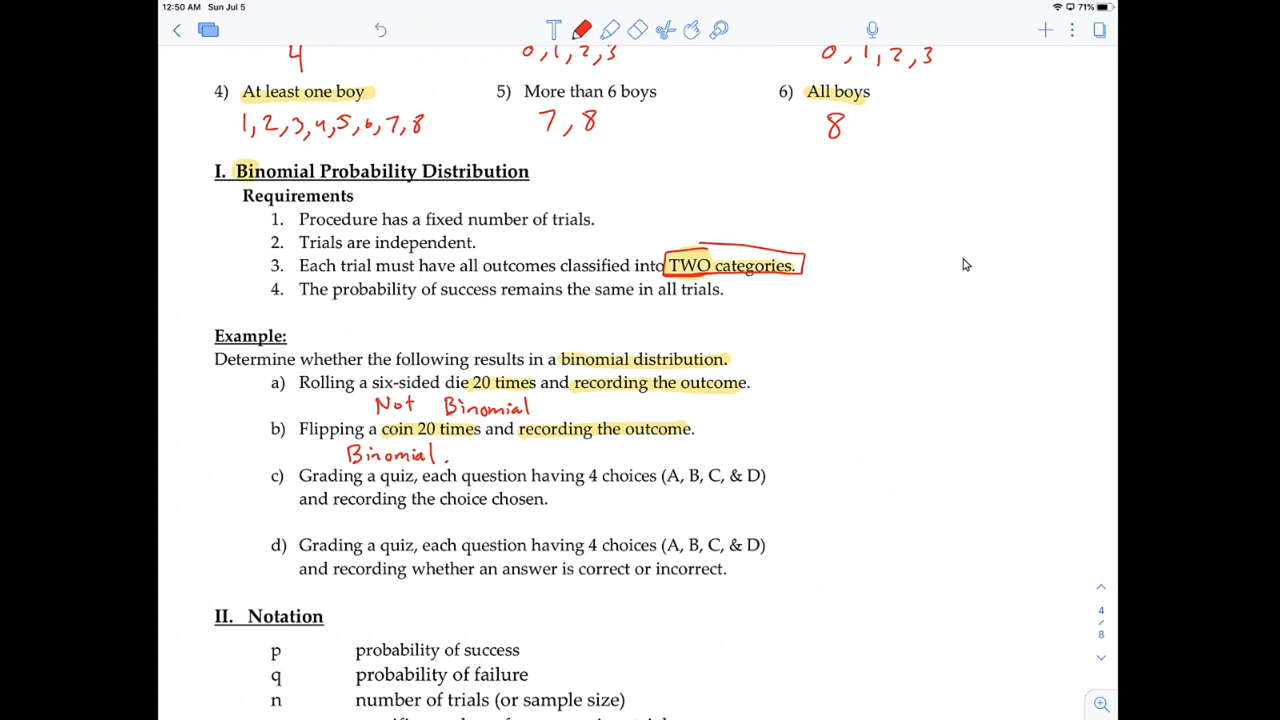 12:50 AM Sun Jul 5 71%
4 0,1,2,3 0,1,2,3
4) At least one boy 5) More than 6 boys 6) All boys
1,2,3,4,5,6,7,8 7,8 8
I. Binomial Probability Distribution
Requirements
1. Procedure has a fixed number of trials.
2. Trials are independent.
3. Each trial must have all outcomes classified into TWO categories.
4. The probability of success remains the same in all trials.
Example:
Determine whether the following results in a binomial distribution.
a) Rolling a six-sided die 20 times and recording the outcome.
Not Binomial
b) Flipping a coin 20 times and recording the outcome.
Binomial.
c) Grading a quiz, each question having 4 choices (A, B, C, & D)
and recording the choice chosen.
d) Grading a quiz, each question having 4 choices (A, B, C, & D)
and recording whether an answer is correct or incorrect.
II. Notation
p probability of success
q probability of failure
n number of trials (or sample size)
4
/
8